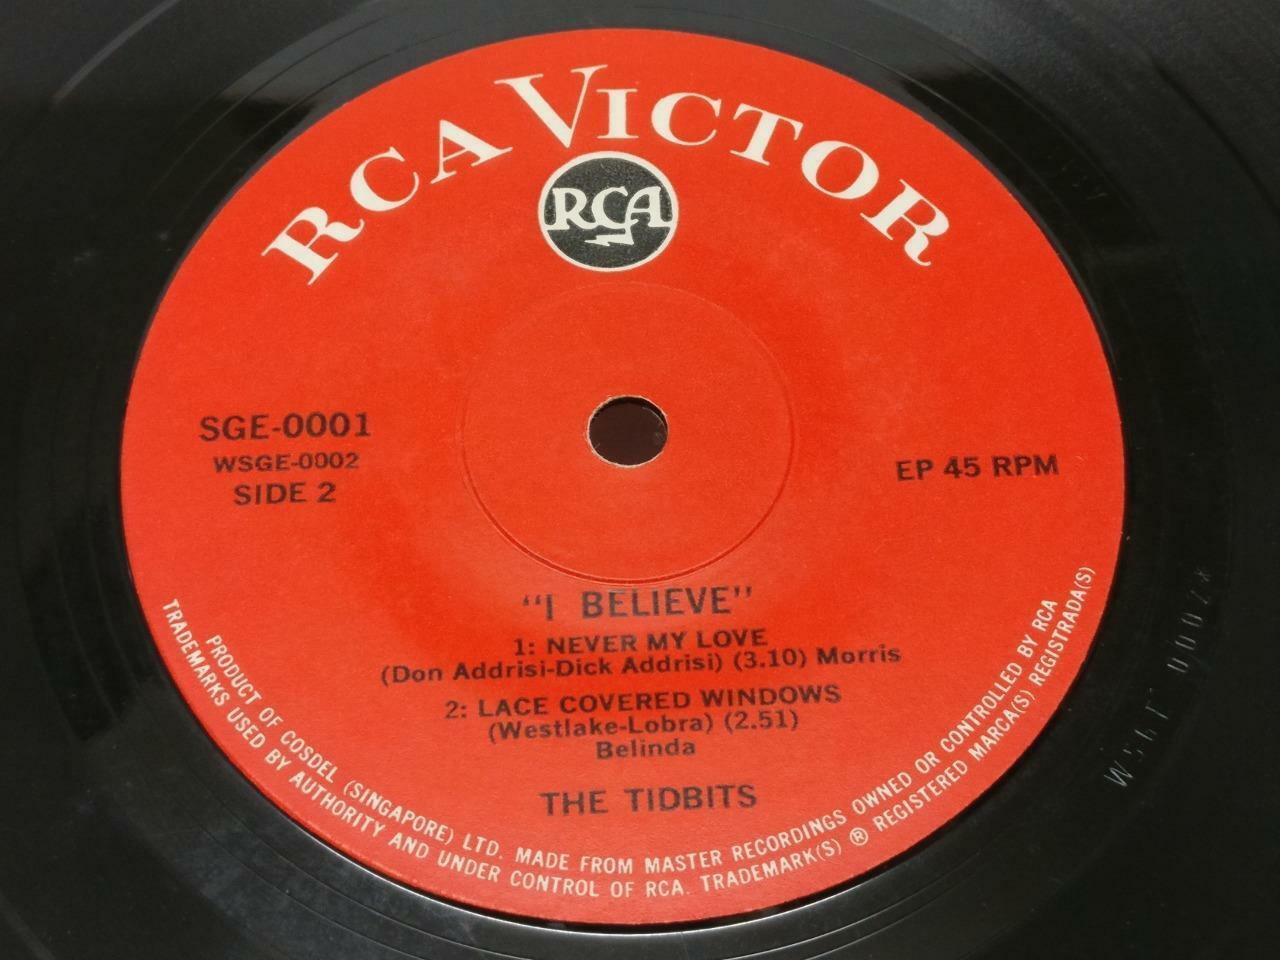 RCA VICTOR
RCA
SGE-0001
WSGE-0002
SIDE 2
EP 45 RPM
"I BELIEVE"
1: NEVER MY LOVE
(Don Addrisi-Dick Addrisi) (3.10) Morris
2: LACE COVERED WINDOWS
(Westlake-Lobra) (2.51)
Belinda
THE TIDBITS
PRODUCT OF COSDEL (SINGAPORE) LTD. MADE FROM MASTER RECORDINGS OWNED OR CONTROLLED BY RCA
TRADEMARKS USED BY AUTHORITY AND UNDER CONTROL OF RCA. TRADEMARK(S) ® REGISTERED MARCA(S) REGISTRADA(S)